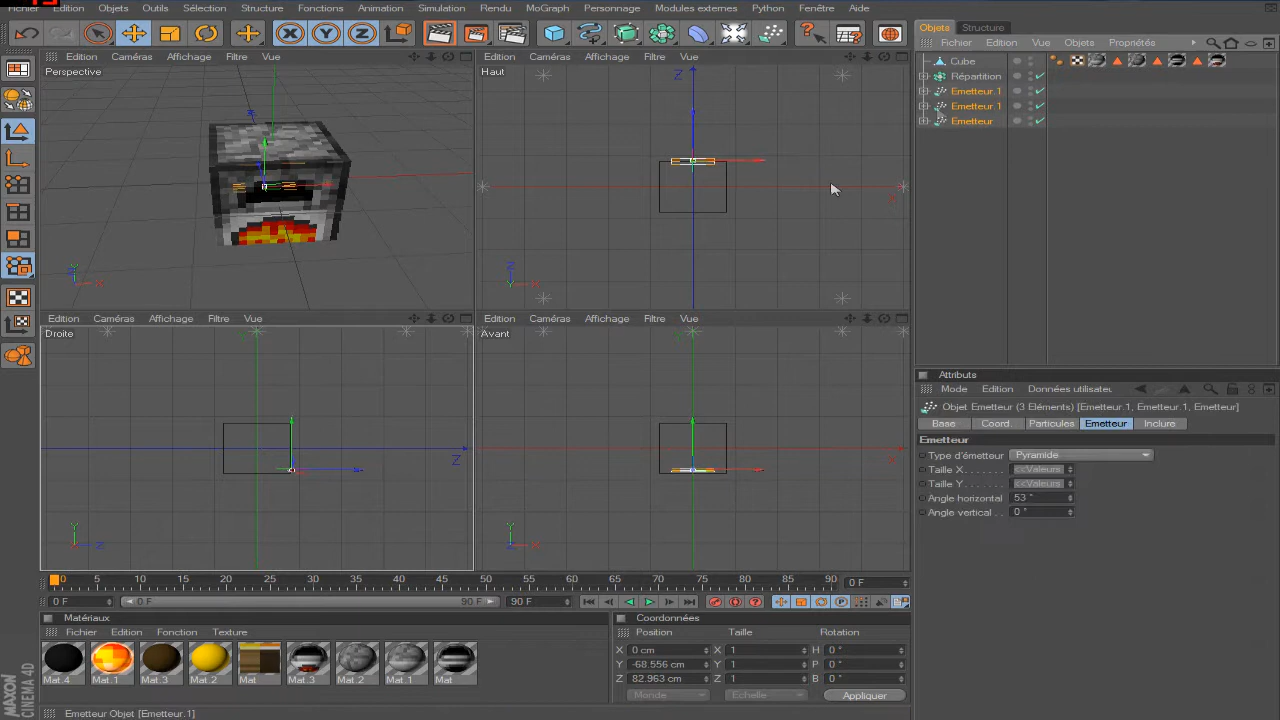 Fichier Edition Objets Outils Sélection Structure Fonctions Animation Simulation Rendu MoGraph Personnage Modules externes Python Fenêtre Aide
X Y Z
Objets Structure
Fichier Edition Vue Objets Propriétés
Edition Caméras Affichage Filtre Vue
Perspective
Edition Caméras Affichage Filtre Vue
Haut
Z
X
Y
X
Z
Y
X
Cube
Répartition
Emetteur.1
Emetteur.1
Emetteur
Edition Caméras Affichage Filtre Vue
Droite
Z
Y
Z
Edition Caméras Affichage Filtre Vue
Avant
Y
X
Attributs
Mode Edition Données utilisateur
Objet Emetteur (3 Eléments) [Emetteur.1, Emetteur.1, Emetteur]
Base Coord. Particules Emetteur Inclure
Emetteur
Type d'émetteur Pyramide
Taille X <<Valeurs
Taille Y <<Valeurs
Angle horizontal 53 °
Angle vertical 0 °
0 5 10 15 20 25 30 35 40 45 50 55 60 65 70 75 80 85 90 0 F
0 F 0 F 90 F 90 F
Matériaux
Fichier Edition Fonction Texture
Mat.4 Mat.1 Mat.3 Mat.2 Mat Mat.3 Mat.2 Mat.1 Mat
Coordonnées
Position Taille Rotation
X 0 cm X 1 H 0 °
Y -68.556 cm Y 1 P 0 °
Z 82.963 cm Z 1 B 0 °
Monde Echelle Appliquer
MAXON
CINEMA 4D
Emetteur Objet [Emetteur.1]